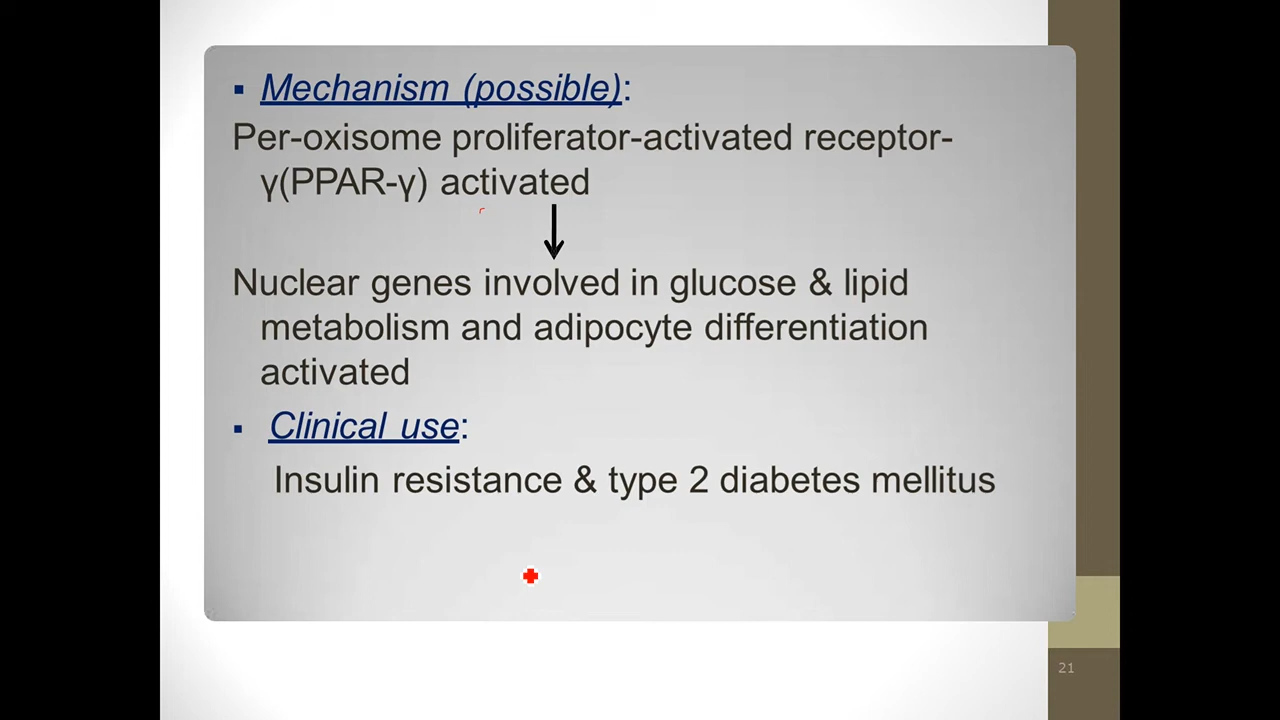 ▪ Mechanism (possible):
Per-oxisome proliferator-activated receptor-
γ(PPAR-γ) activated
Nuclear genes involved in glucose & lipid
metabolism and adipocyte differentiation
activated
▪ Clinical use:
Insulin resistance & type 2 diabetes mellitus
21